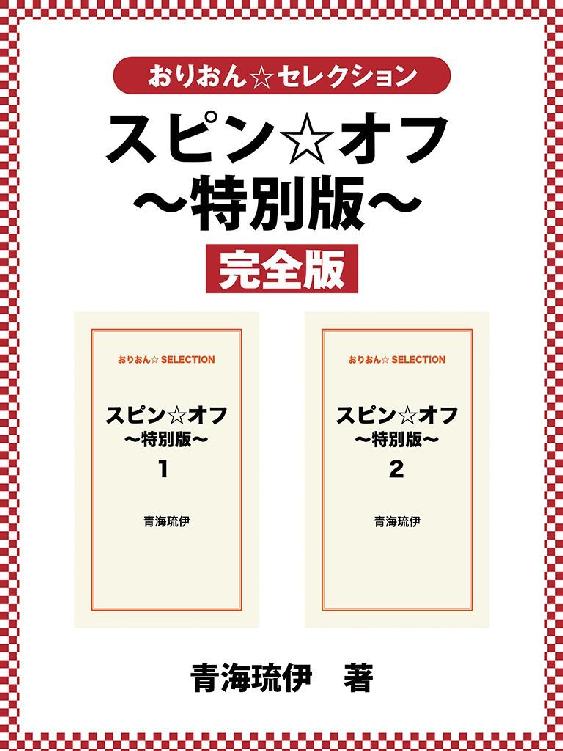 おりおん☆セレクション
スピン☆オフ
～特別版～
完全版
おりおん☆ SELECTION
スピン☆オフ
～特別版～
1
青海琉伊
おりおん☆ SELECTION
スピン☆オフ
～特別版～
2
青海琉伊
青海琉伊　著